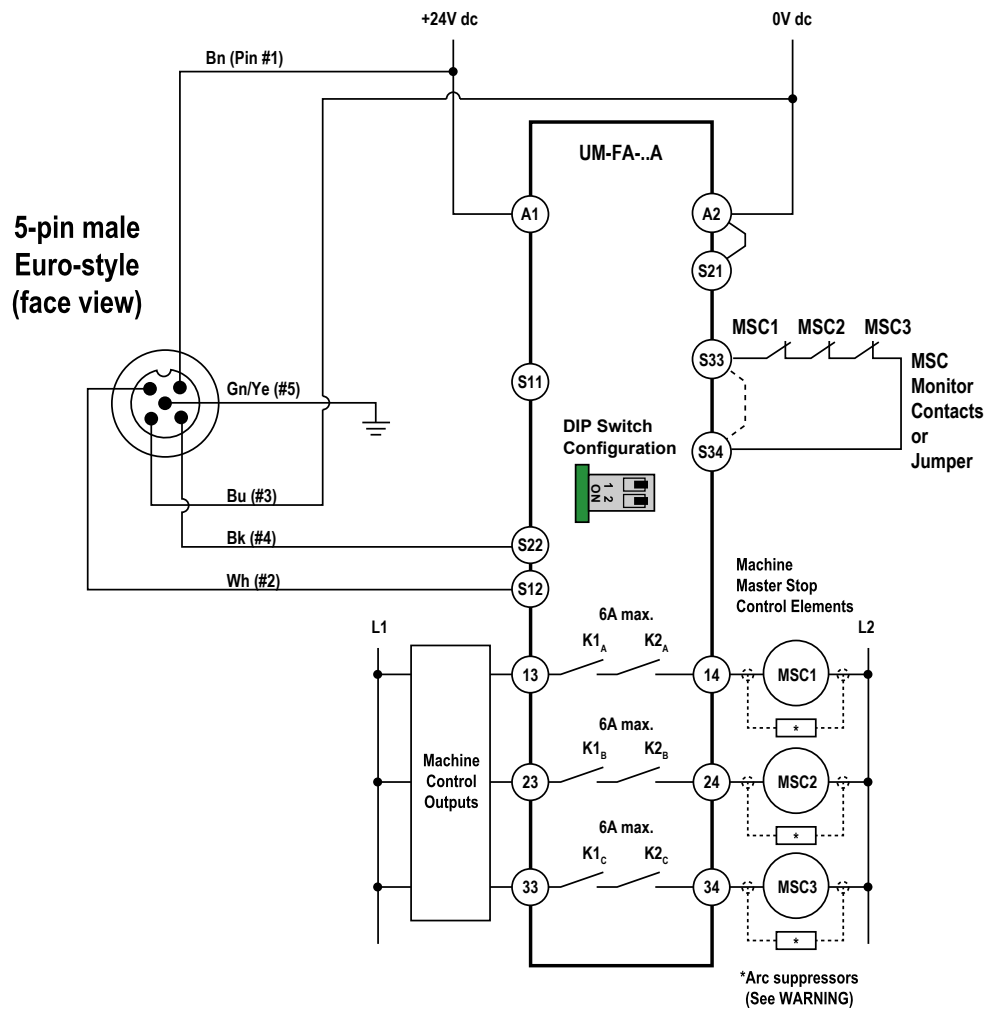 +24V dc
0V dc
Bn (Pin #1)
UM-FA-..A
5-pin male
Euro-style
(face view)
A1
A2
S21
MSC1 MSC2 MSC3
S33
MSC
Monitor
Contacts
or
Jumper
S11
Gn/Ye (#5)
DIP Switch
Configuration
S34
1 2
ON
Bu (#3)
Bk (#4)
S22
Wh (#2)
S12
Machine
Master Stop
Control Elements
L1
L2
6A max.
K1A K2A
13
14
MSC1
*
6A max.
K1B K2B
Machine
Control
Outputs
23
24
MSC2
*
6A max.
K1C K2C
33
34
MSC3
*
*Arc suppressors
(See WARNING)